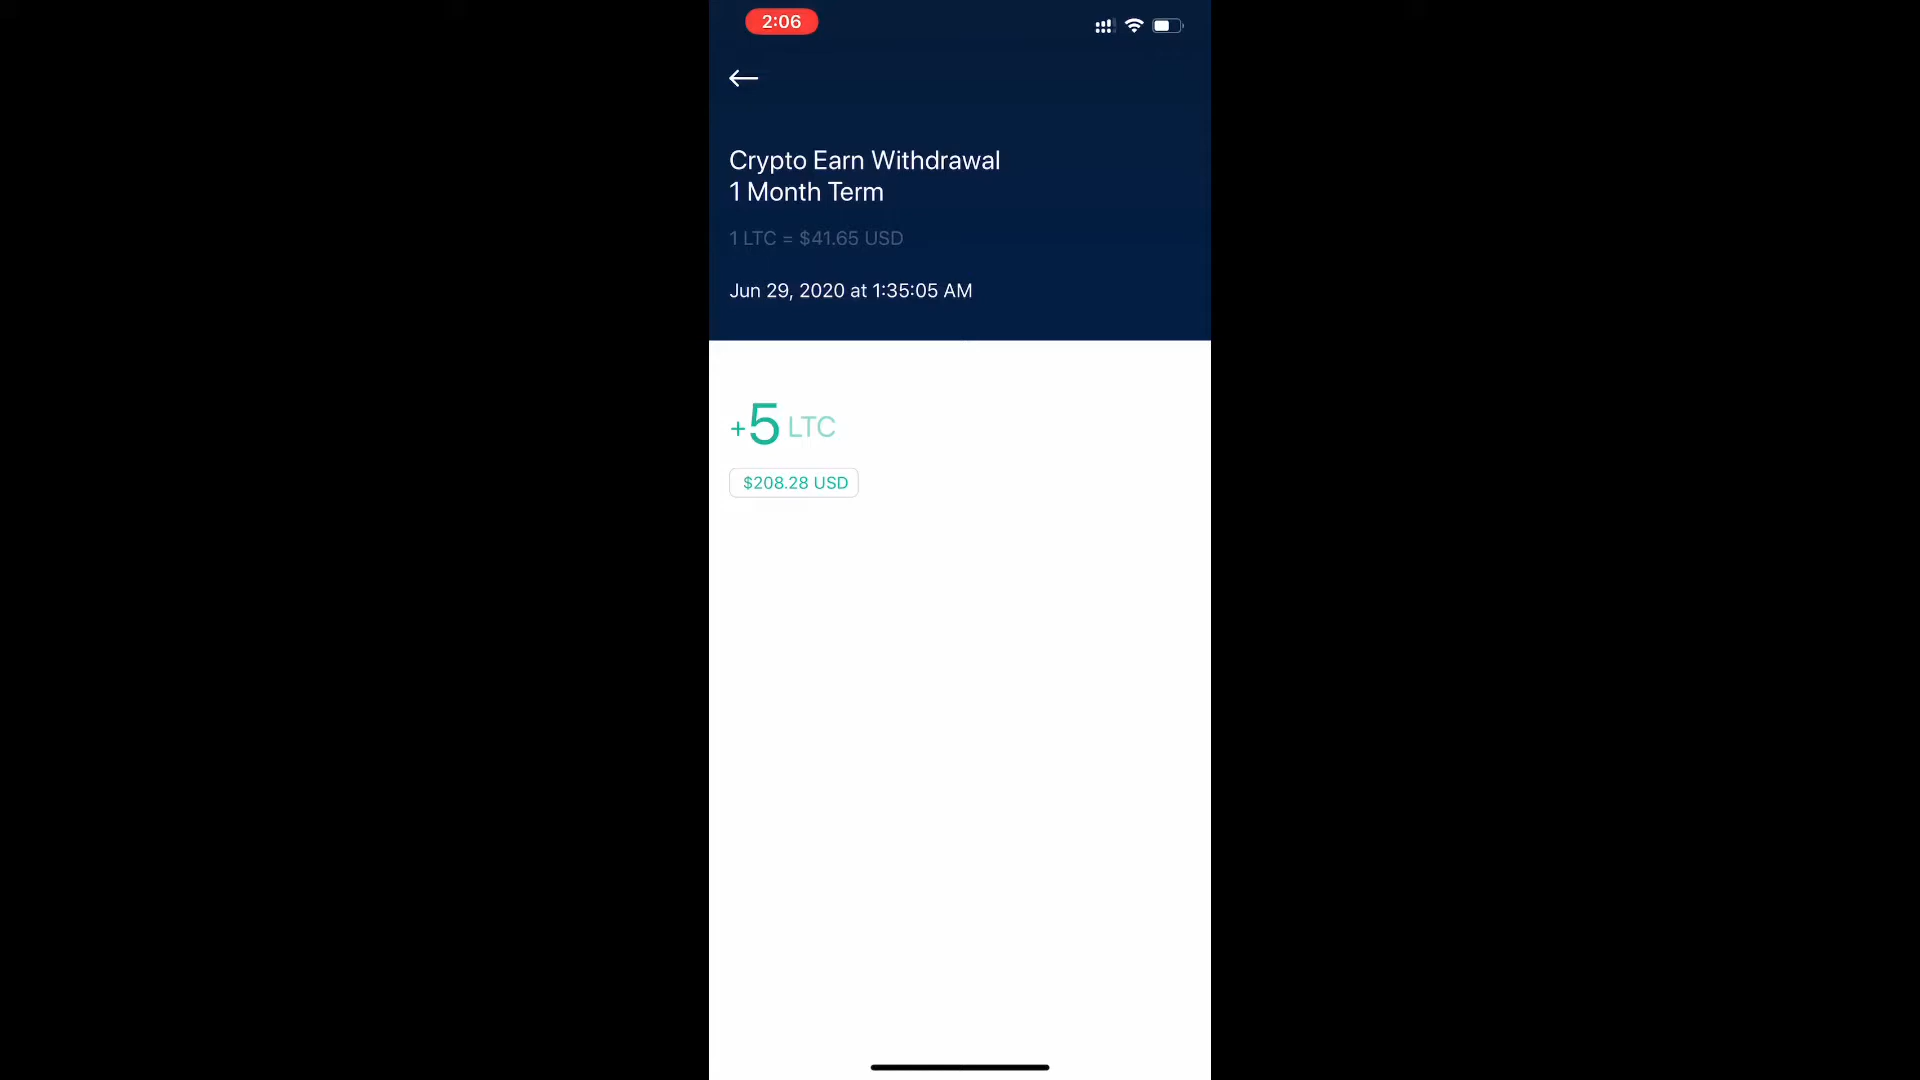 2:06
Crypto Earn Withdrawal
1 Month Term
1 LTC = $41.65 USD
Jun 29, 2020 at 1:35:05 AM
+5 LTC
$208.28 USD